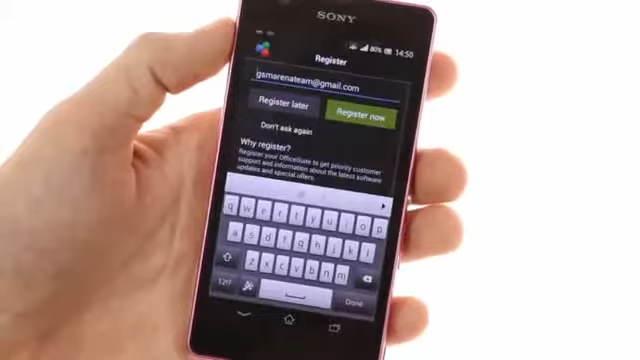 SONY
80% 14:50
Register
gsmarenateam@gmail.com
Register later Register now
Don't ask again
Why register?
Register your OfficeSuite to get priority customer
support and information about the latest software
updates and special offers.
q w e r t y u i o p
a s d f g h j k l
z x c v b n m
12!? Done